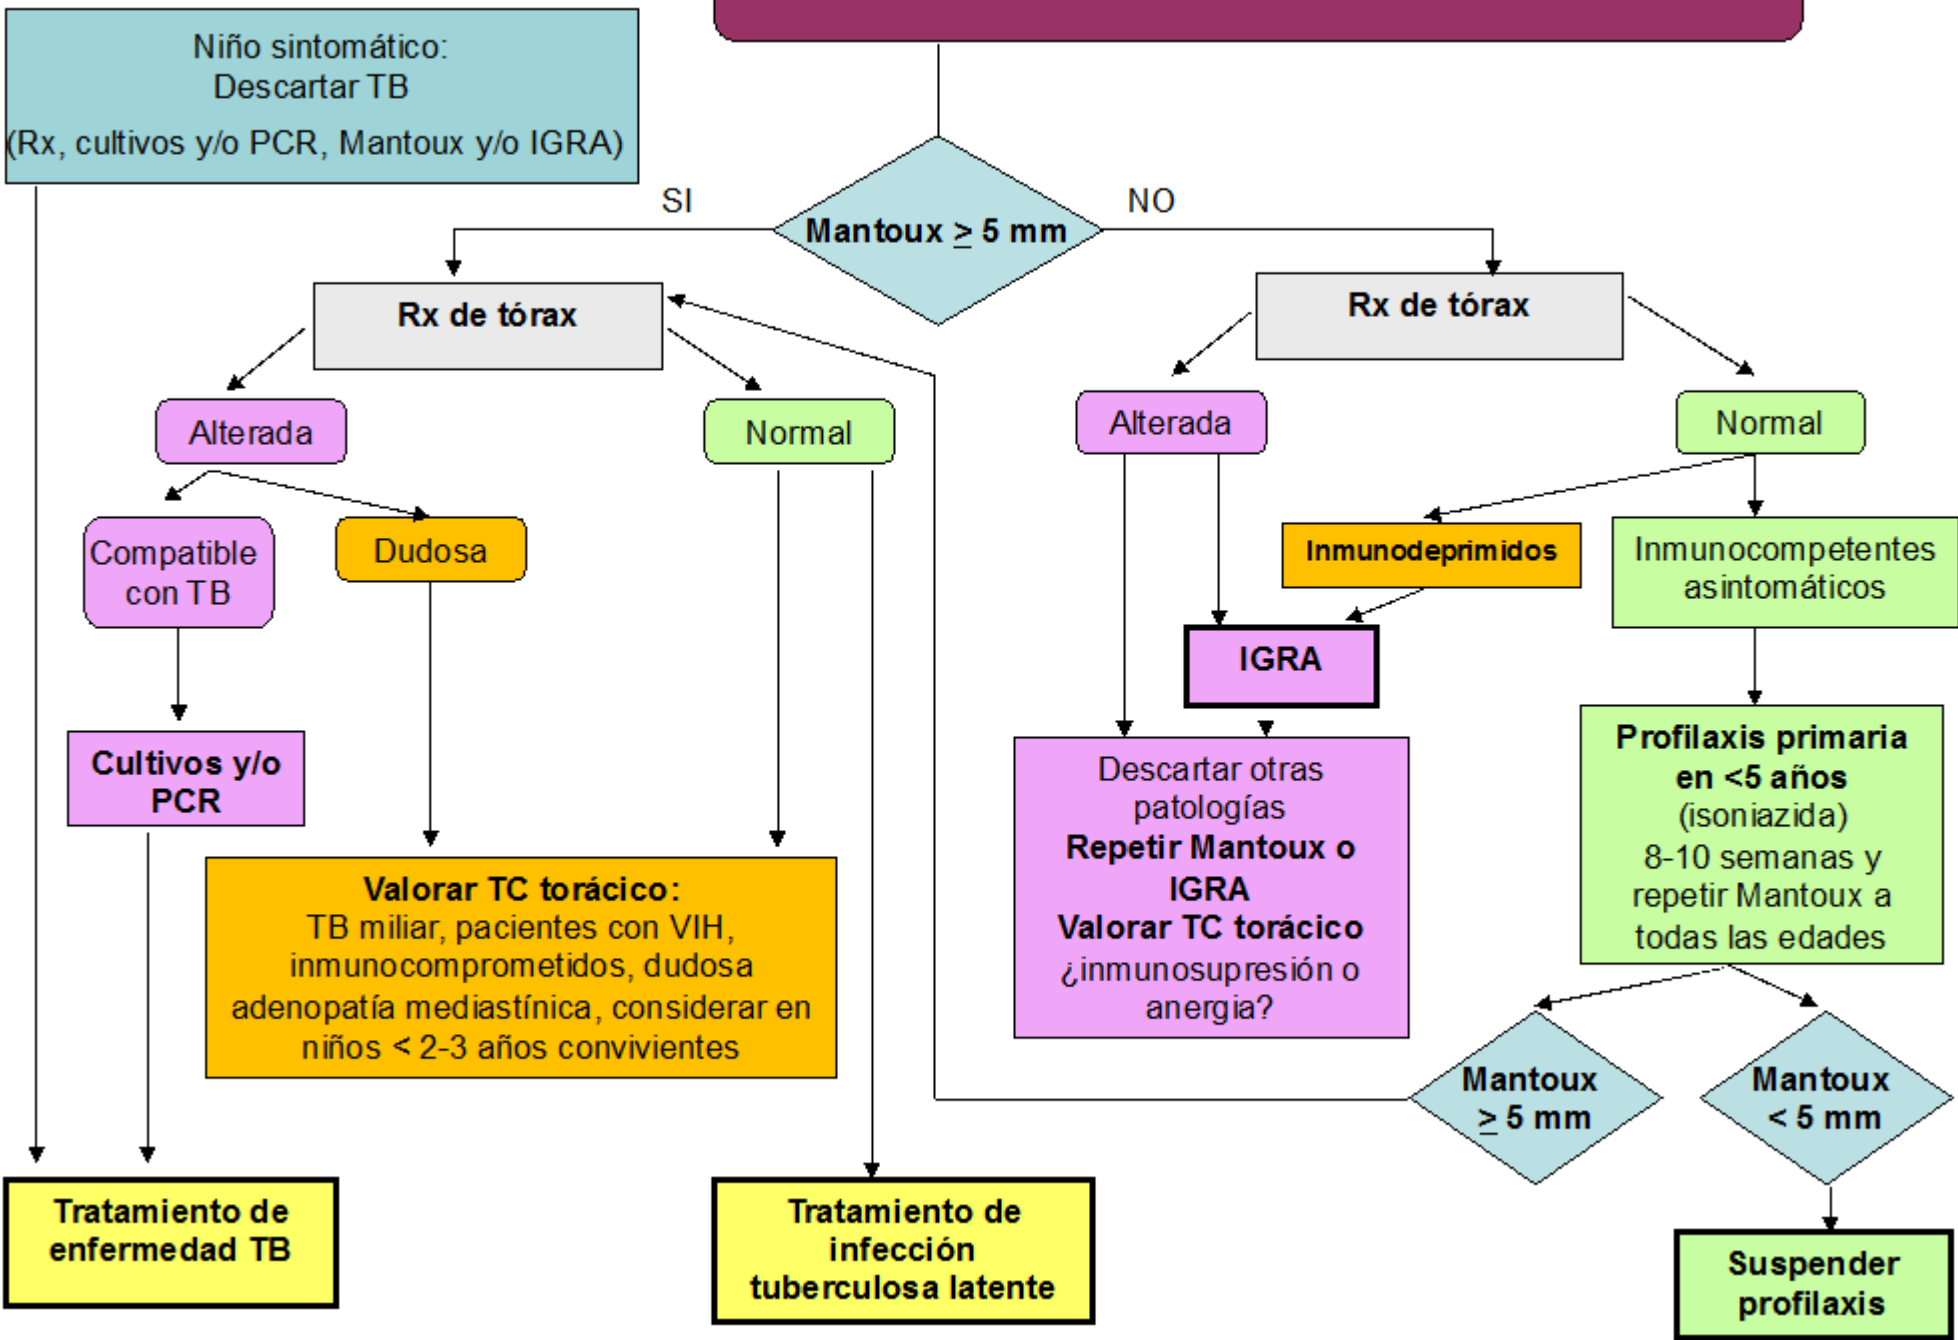 Niño sintomático:
Descartar TB
(Rx, cultivos y/o PCR, Mantoux y/o IGRA)
SI
Mantoux ≥ 5 mm
NO
Rx de tórax
Rx de tórax
Alterada
Normal
Alterada
Normal
Compatible
con TB
Dudosa
Inmunodeprimidos
Inmunocompetentes
asintomáticos
IGRA
Cultivos y/o
PCR
Descartar otras
patologías
Repetir Mantoux o
IGRA
Valorar TC torácico
¿inmunosupresión o
anergia?
Profilaxis primaria
en <5 años
(isoniazida)
8-10 semanas y
repetir Mantoux a
todas las edades
Valorar TC torácico:
TB miliar, pacientes con VIH,
inmunocomprometidos, dudosa
adenopatía mediastínica, considerar en
niños < 2-3 años convivientes
Mantoux
≥ 5 mm
Mantoux
< 5 mm
Tratamiento de
enfermedad TB
Tratamiento de
infección
tuberculosa latente
Suspender
profilaxis